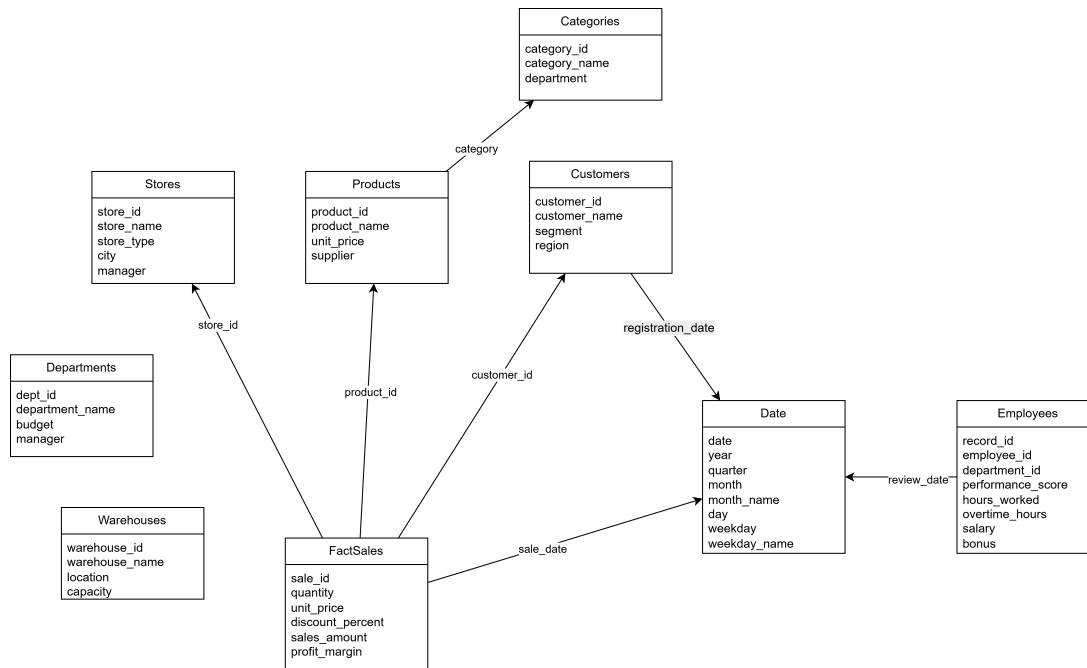 Categories
category_id
category_name
department
category
Stores
store_id
store_name
store_type
city
manager
Products
product_id
product_name
unit_price
supplier
Customers
customer_id
customer_name
segment
region
store_id
registration_date
Departments
dept_id
department_name
budget
manager
product_id
customer_id
Date
date
year
quarter
month
month_name
day
weekday
weekday_name
Employees
record_id
employee_id
department_id
performance_score
hours_worked
overtime_hours
salary
bonus
review_date
Warehouses
warehouse_id
warehouse_name
location
capacity
sale_date
FactSales
sale_id
quantity
unit_price
discount_percent
sales_amount
profit_margin